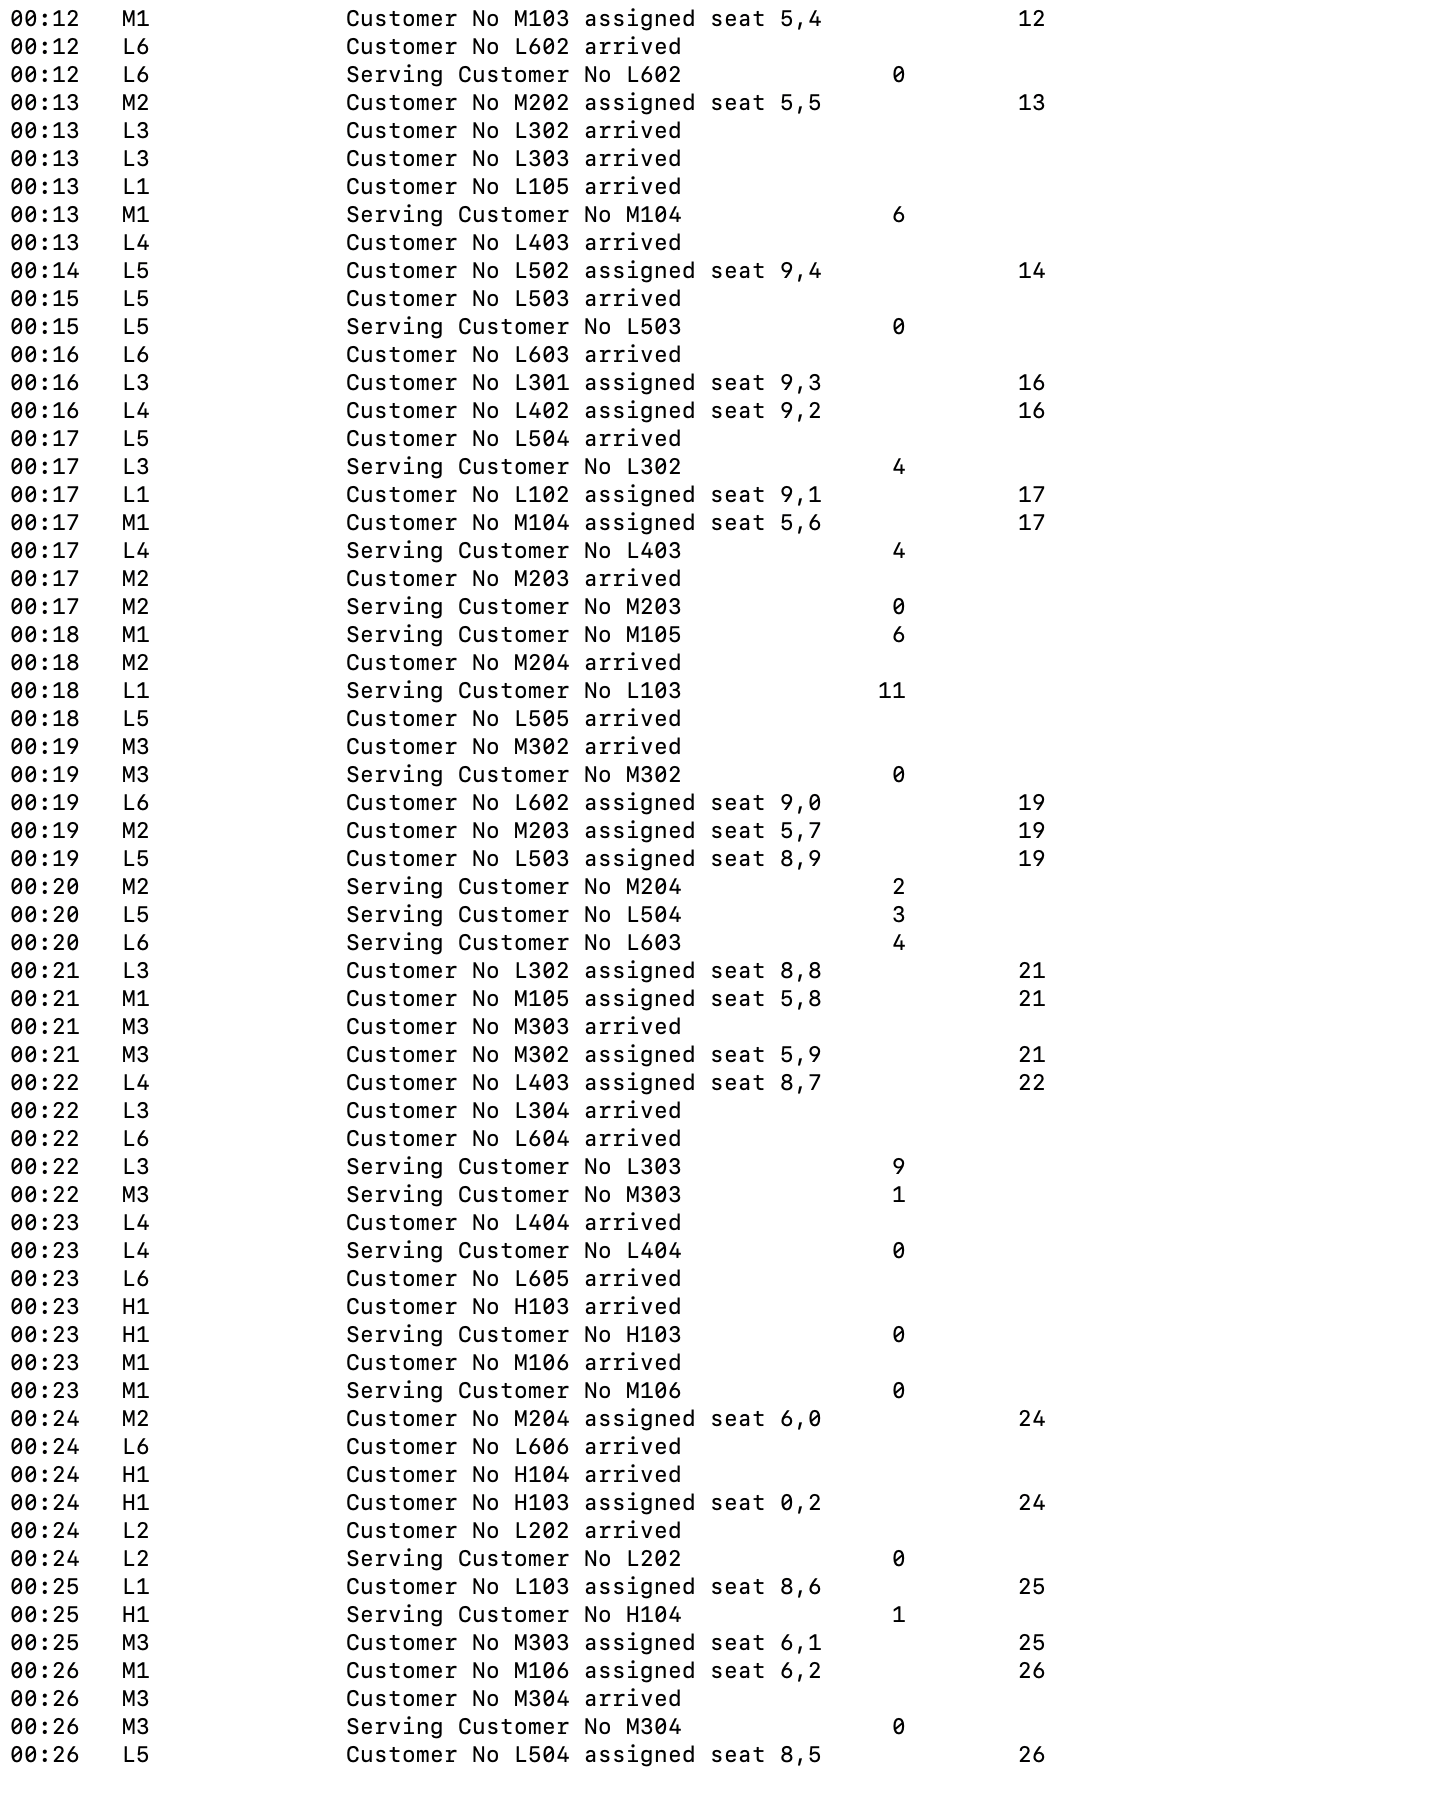 00:12   M1                Customer No M103 assigned seat 5,4              12
00:12   L6                Customer No L602 arrived
00:12   L6                Serving Customer No L602               0
00:13   M2                Customer No M202 assigned seat 5,5              13
00:13   L3                Customer No L302 arrived
00:13   L3                Customer No L303 arrived
00:13   L1                Customer No L105 arrived
00:13   M1                Serving Customer No M104               6
00:13   L4                Customer No L403 arrived
00:14   L5                Customer No L502 assigned seat 9,4              14
00:15   L5                Customer No L503 arrived
00:15   L5                Serving Customer No L503               0
00:16   L6                Customer No L603 arrived
00:16   L3                Customer No L301 assigned seat 9,3              16
00:16   L4                Customer No L402 assigned seat 9,2              16
00:17   L5                Customer No L504 arrived
00:17   L3                Serving Customer No L302               4
00:17   L1                Customer No L102 assigned seat 9,1              17
00:17   M1                Customer No M104 assigned seat 5,6              17
00:17   L4                Serving Customer No L403               4
00:17   M2                Customer No M203 arrived
00:17   M2                Serving Customer No M203               0
00:18   M1                Serving Customer No M105               6
00:18   M2                Customer No M204 arrived
00:18   L1                Serving Customer No L103              11
00:18   L5                Customer No L505 arrived
00:19   M3                Customer No M302 arrived
00:19   M3                Serving Customer No M302               0
00:19   L6                Customer No L602 assigned seat 9,0              19
00:19   M2                Customer No M203 assigned seat 5,7              19
00:19   L5                Customer No L503 assigned seat 8,9              19
00:20   M2                Serving Customer No M204               2
00:20   L5                Serving Customer No L504               3
00:20   L6                Serving Customer No L603               4
00:21   L3                Customer No L302 assigned seat 8,8              21
00:21   M1                Customer No M105 assigned seat 5,8              21
00:21   M3                Customer No M303 arrived
00:21   M3                Customer No M302 assigned seat 5,9              21
00:22   L4                Customer No L403 assigned seat 8,7              22
00:22   L3                Customer No L304 arrived
00:22   L6                Customer No L604 arrived
00:22   L3                Serving Customer No L303               9
00:22   M3                Serving Customer No M303               1
00:23   L4                Customer No L404 arrived
00:23   L4                Serving Customer No L404               0
00:23   L6                Customer No L605 arrived
00:23   H1                Customer No H103 arrived
00:23   H1                Serving Customer No H103               0
00:23   M1                Customer No M106 arrived
00:23   M1                Serving Customer No M106               0
00:24   M2                Customer No M204 assigned seat 6,0              24
00:24   L6                Customer No L606 arrived
00:24   H1                Customer No H104 arrived
00:24   H1                Customer No H103 assigned seat 0,2              24
00:24   L2                Customer No L202 arrived
00:24   L2                Serving Customer No L202               0
00:25   L1                Customer No L103 assigned seat 8,6              25
00:25   H1                Serving Customer No H104               1
00:25   M3                Customer No M303 assigned seat 6,1              25
00:26   M1                Customer No M106 assigned seat 6,2              26
00:26   M3                Customer No M304 arrived
00:26   M3                Serving Customer No M304               0
00:26   L5                Customer No L504 assigned seat 8,5              26